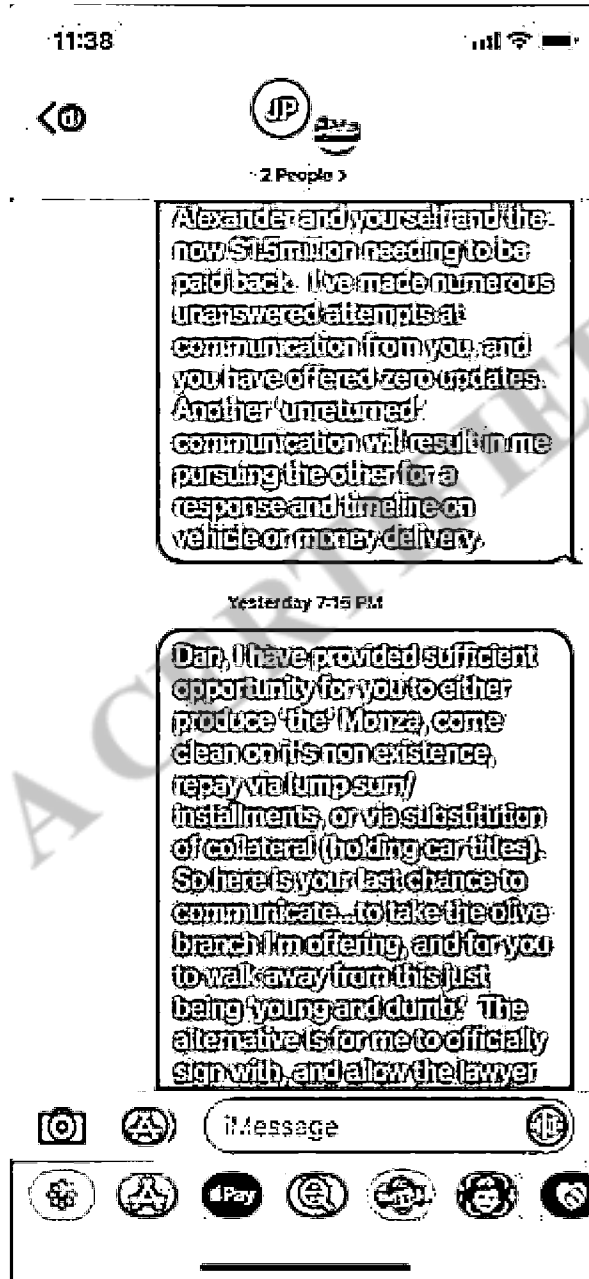 11:38
JP
2 People >
Alexander and yourself and the
now $1.5million needing to be
paid back. I've made numerous
unanswered attempts at
communication from you, and
you have offered zero updates.
Another 'unreturned'
communication will result in me
pursuing the other for a
response and timeline on
vehicle or money delivery.
Yesterday 7:15 PM
Dan, I have provided sufficient
opportunity for you to either
produce 'the' Monza, come
clean on it's non existence,
repay via lump sum/
installments, or via substitution
of collateral (holding car titles).
So here is your last chance to
communicate...to take the olive
branch I'm offering, and for you
to walk away from this just
being 'young and dumb.' The
alternative is for me to officially
sign with, and allow the lawyer
iMessage
Pay
A CERTIFIE